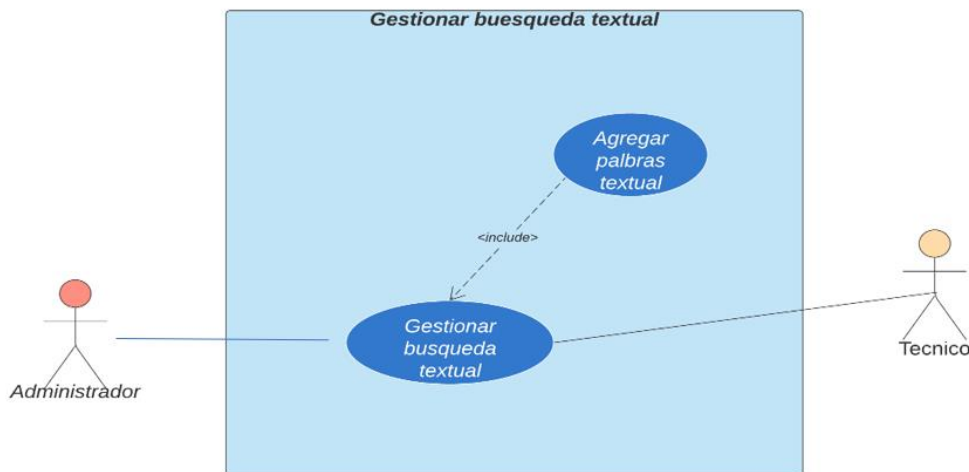 Gestionar buesqueda textual
Agregar
palbras
textual
<include>
Gestionar
busqueda
textual
Administrador
Tecnico